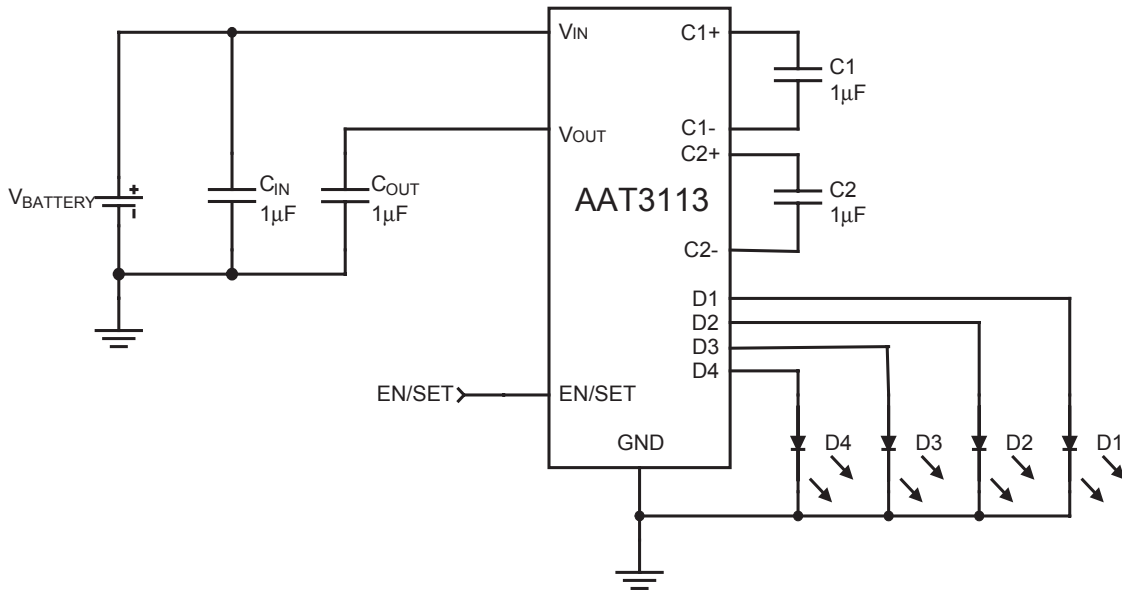 VIN
C1+
C1
1µF
VOUT
C1-
C2+
VBATTERY
+
-
CIN
1µF
COUT
1µF
AAT3113
C2
1µF
C2-
D1
D2
D3
D4
EN/SET
EN/SET
GND
D4
D3
D2
D1